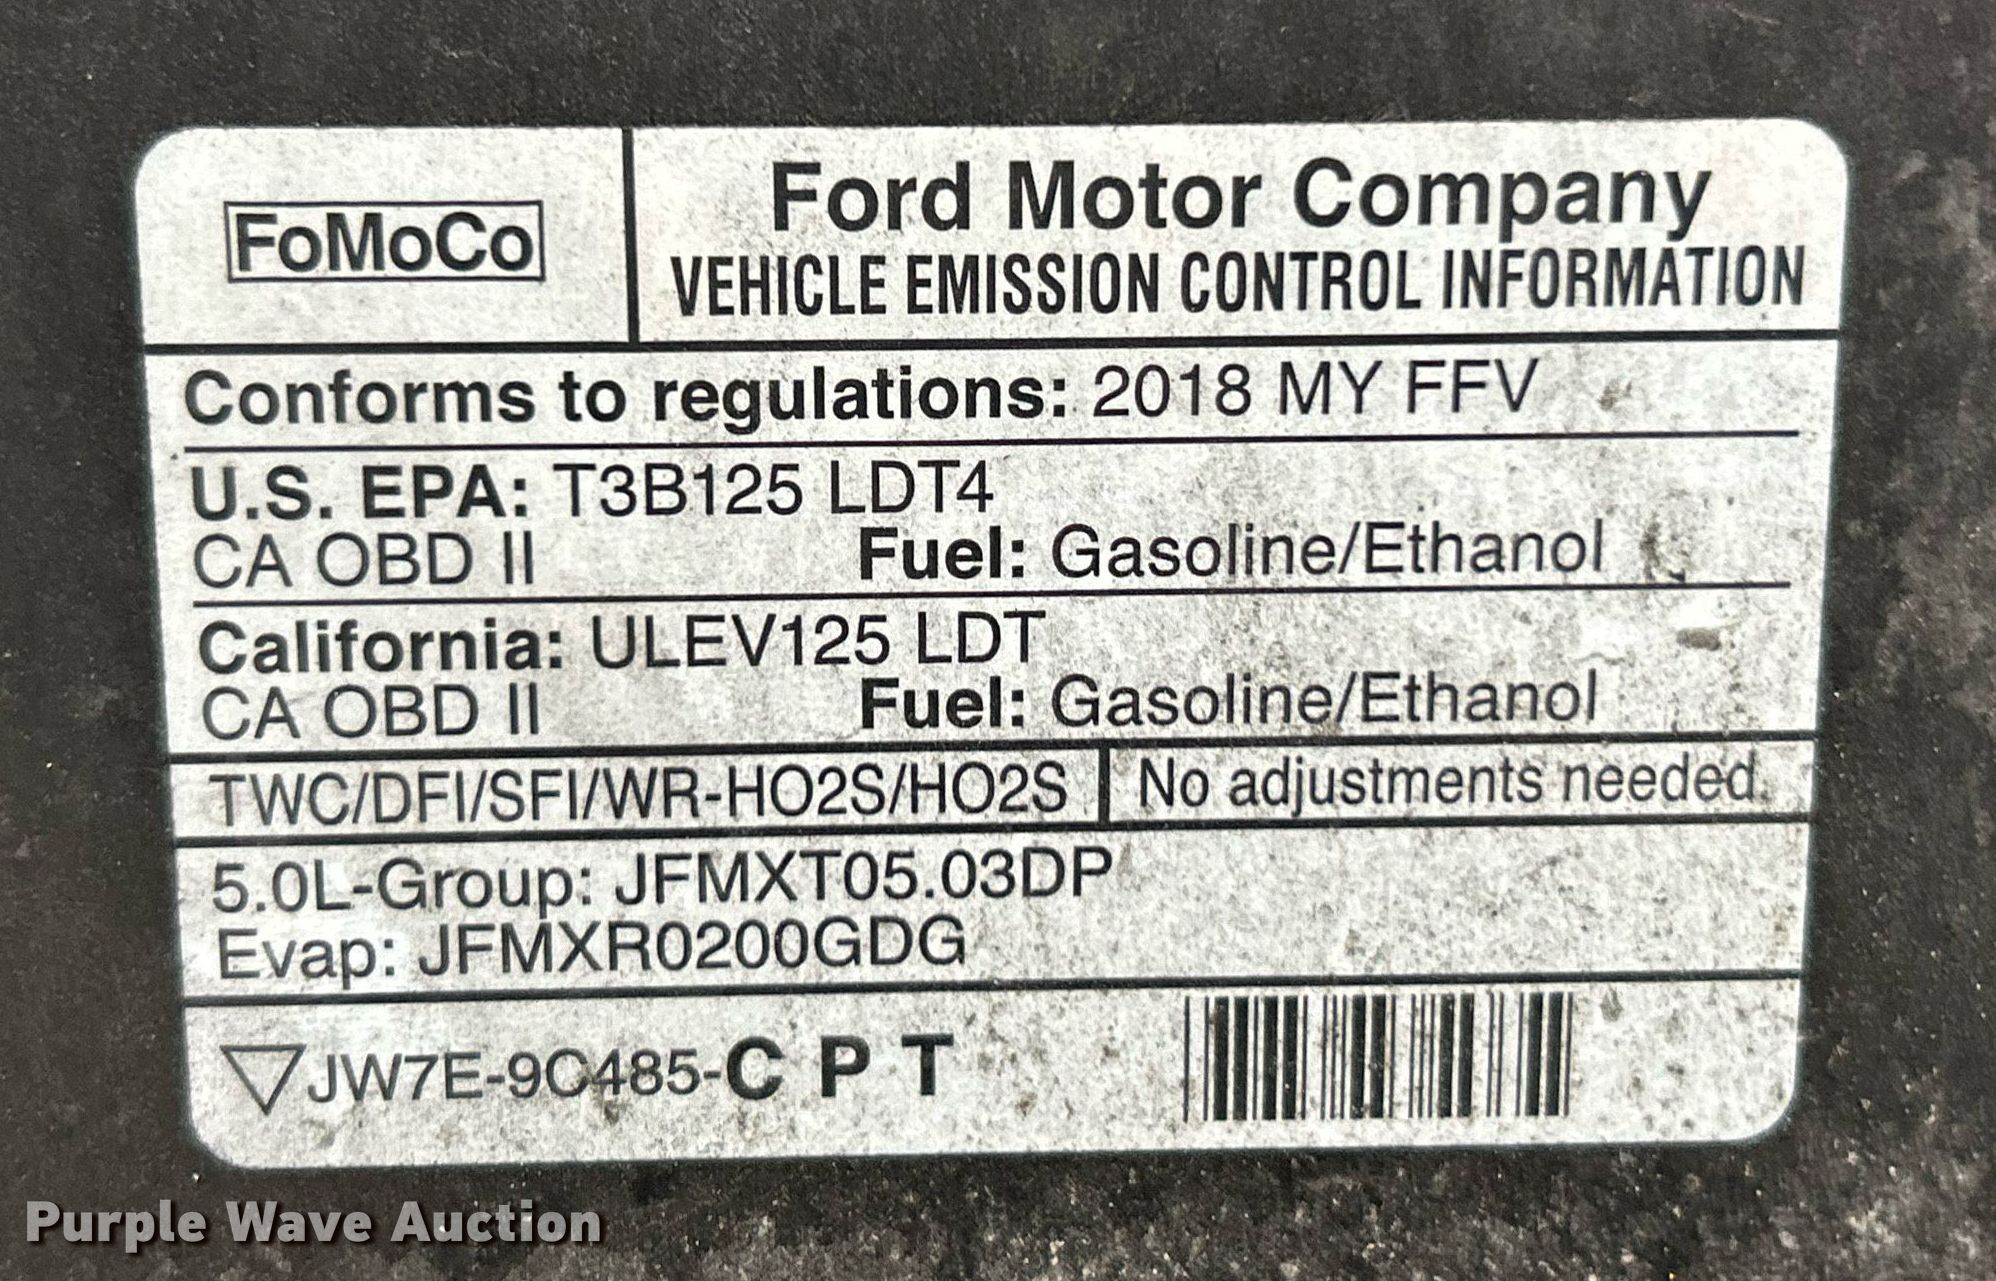 FoMoCo
Ford Motor Company
VEHICLE EMISSION CONTROL INFORMATION
Conforms to regulations: 2018 MY FFV
U.S. EPA: T3B125 LDT4
CA OBD II Fuel: Gasoline/Ethanol
California: ULEV125 LDT
CA OBD II Fuel: Gasoline/Ethanol
TWC/DFI/SFI/WR-HO2S/HO2S No adjustments needed.
5.0L-Group: JFMXT05.03DP
Evap: JFMXR0200GDG
JW7E-9C485-C P T
Purple Wave Auction